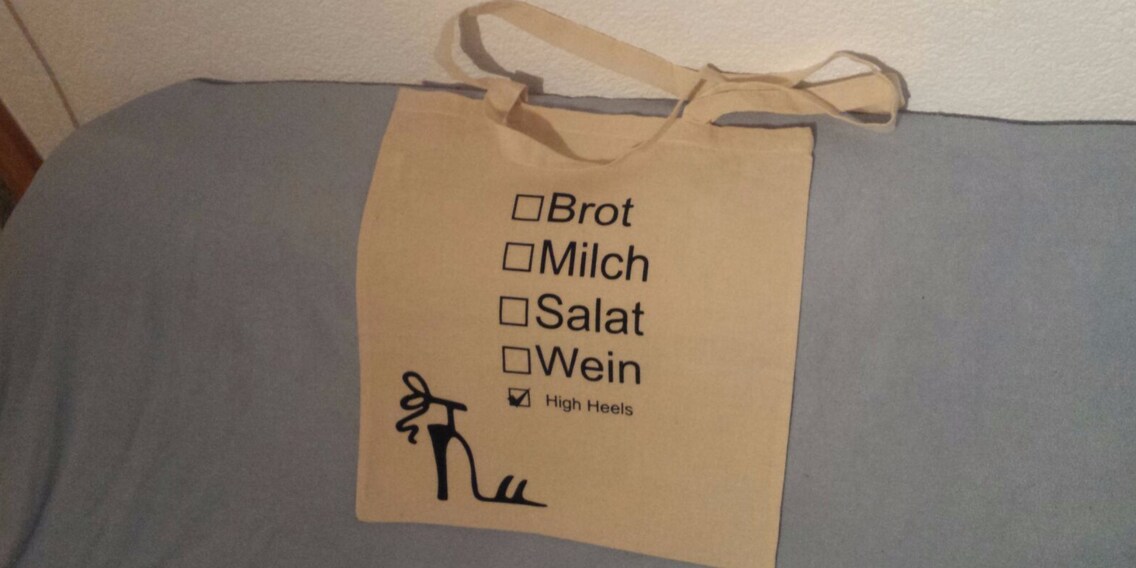 ☐Brot
☐Milch
☐Salat
☐Wein
☑ High Heels